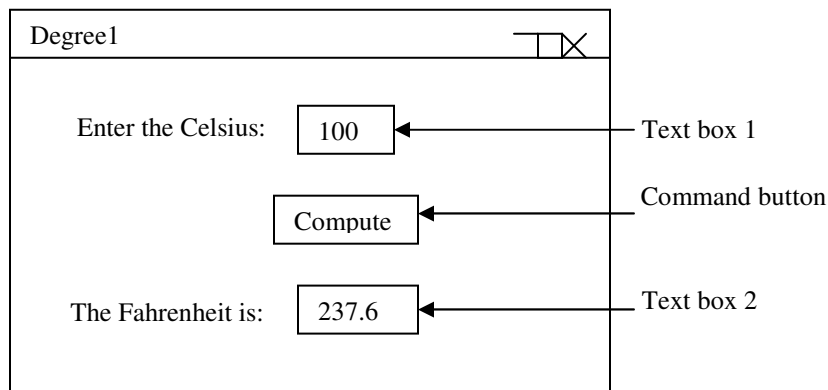 Degree1
Enter the Celsius: 100 Text box 1
Compute Command button
The Fahrenheit is: 237.6 Text box 2